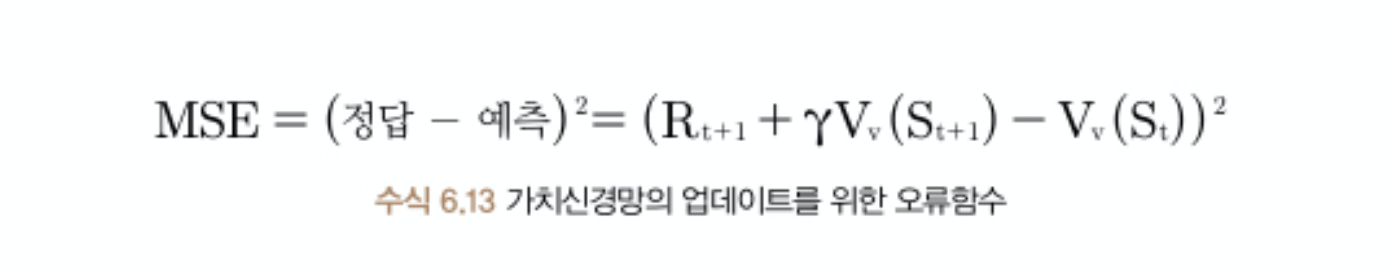 MSE = (정답 − 예측)²= (Rₜ₊₁ + γVᵥ(Sₜ₊₁) − Vᵥ(Sₜ))²
수식 6.13 가치신경망의 업데이트를 위한 오류함수